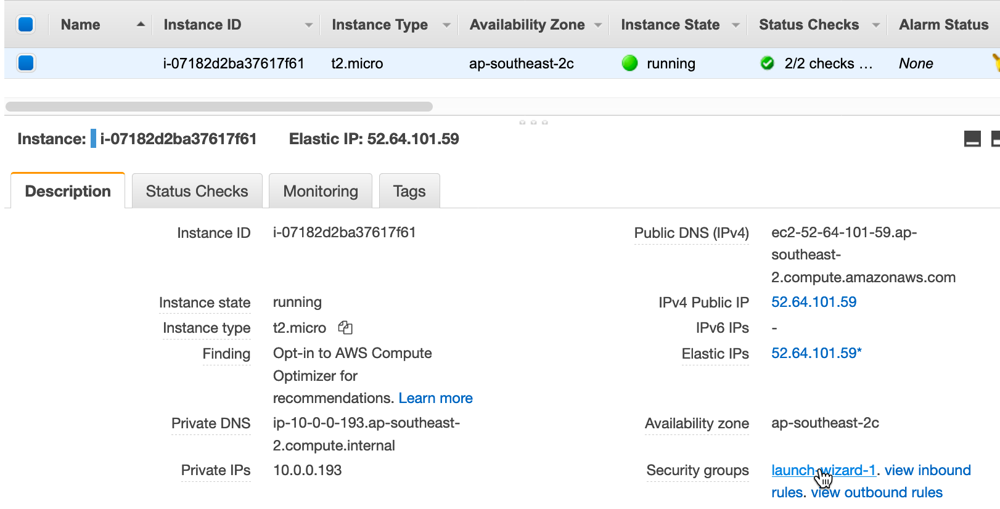 Name Instance ID Instance Type Availability Zone Instance State Status Checks Alarm Status
i-07182d2ba37617f61 t2.micro ap-southeast-2c running 2/2 checks … None
Instance: i-07182d2ba37617f61 Elastic IP: 52.64.101.59
Description Status Checks Monitoring Tags
Instance ID i-07182d2ba37617f61
Public DNS (IPv4) ec2-52-64-101-59.ap-
southeast-
2.compute.amazonaws.com
Instance state running
IPv4 Public IP 52.64.101.59
Instance type t2.micro
IPv6 IPs -
Finding Opt-in to AWS Compute
Optimizer for
recommendations. Learn more
Elastic IPs 52.64.101.59*
Private DNS ip-10-0-0-193.ap-southeast-
2.compute.internal
Availability zone ap-southeast-2c
Private IPs 10.0.0.193
Security groups launch-wizard-1. view inbound
rules. view outbound rules